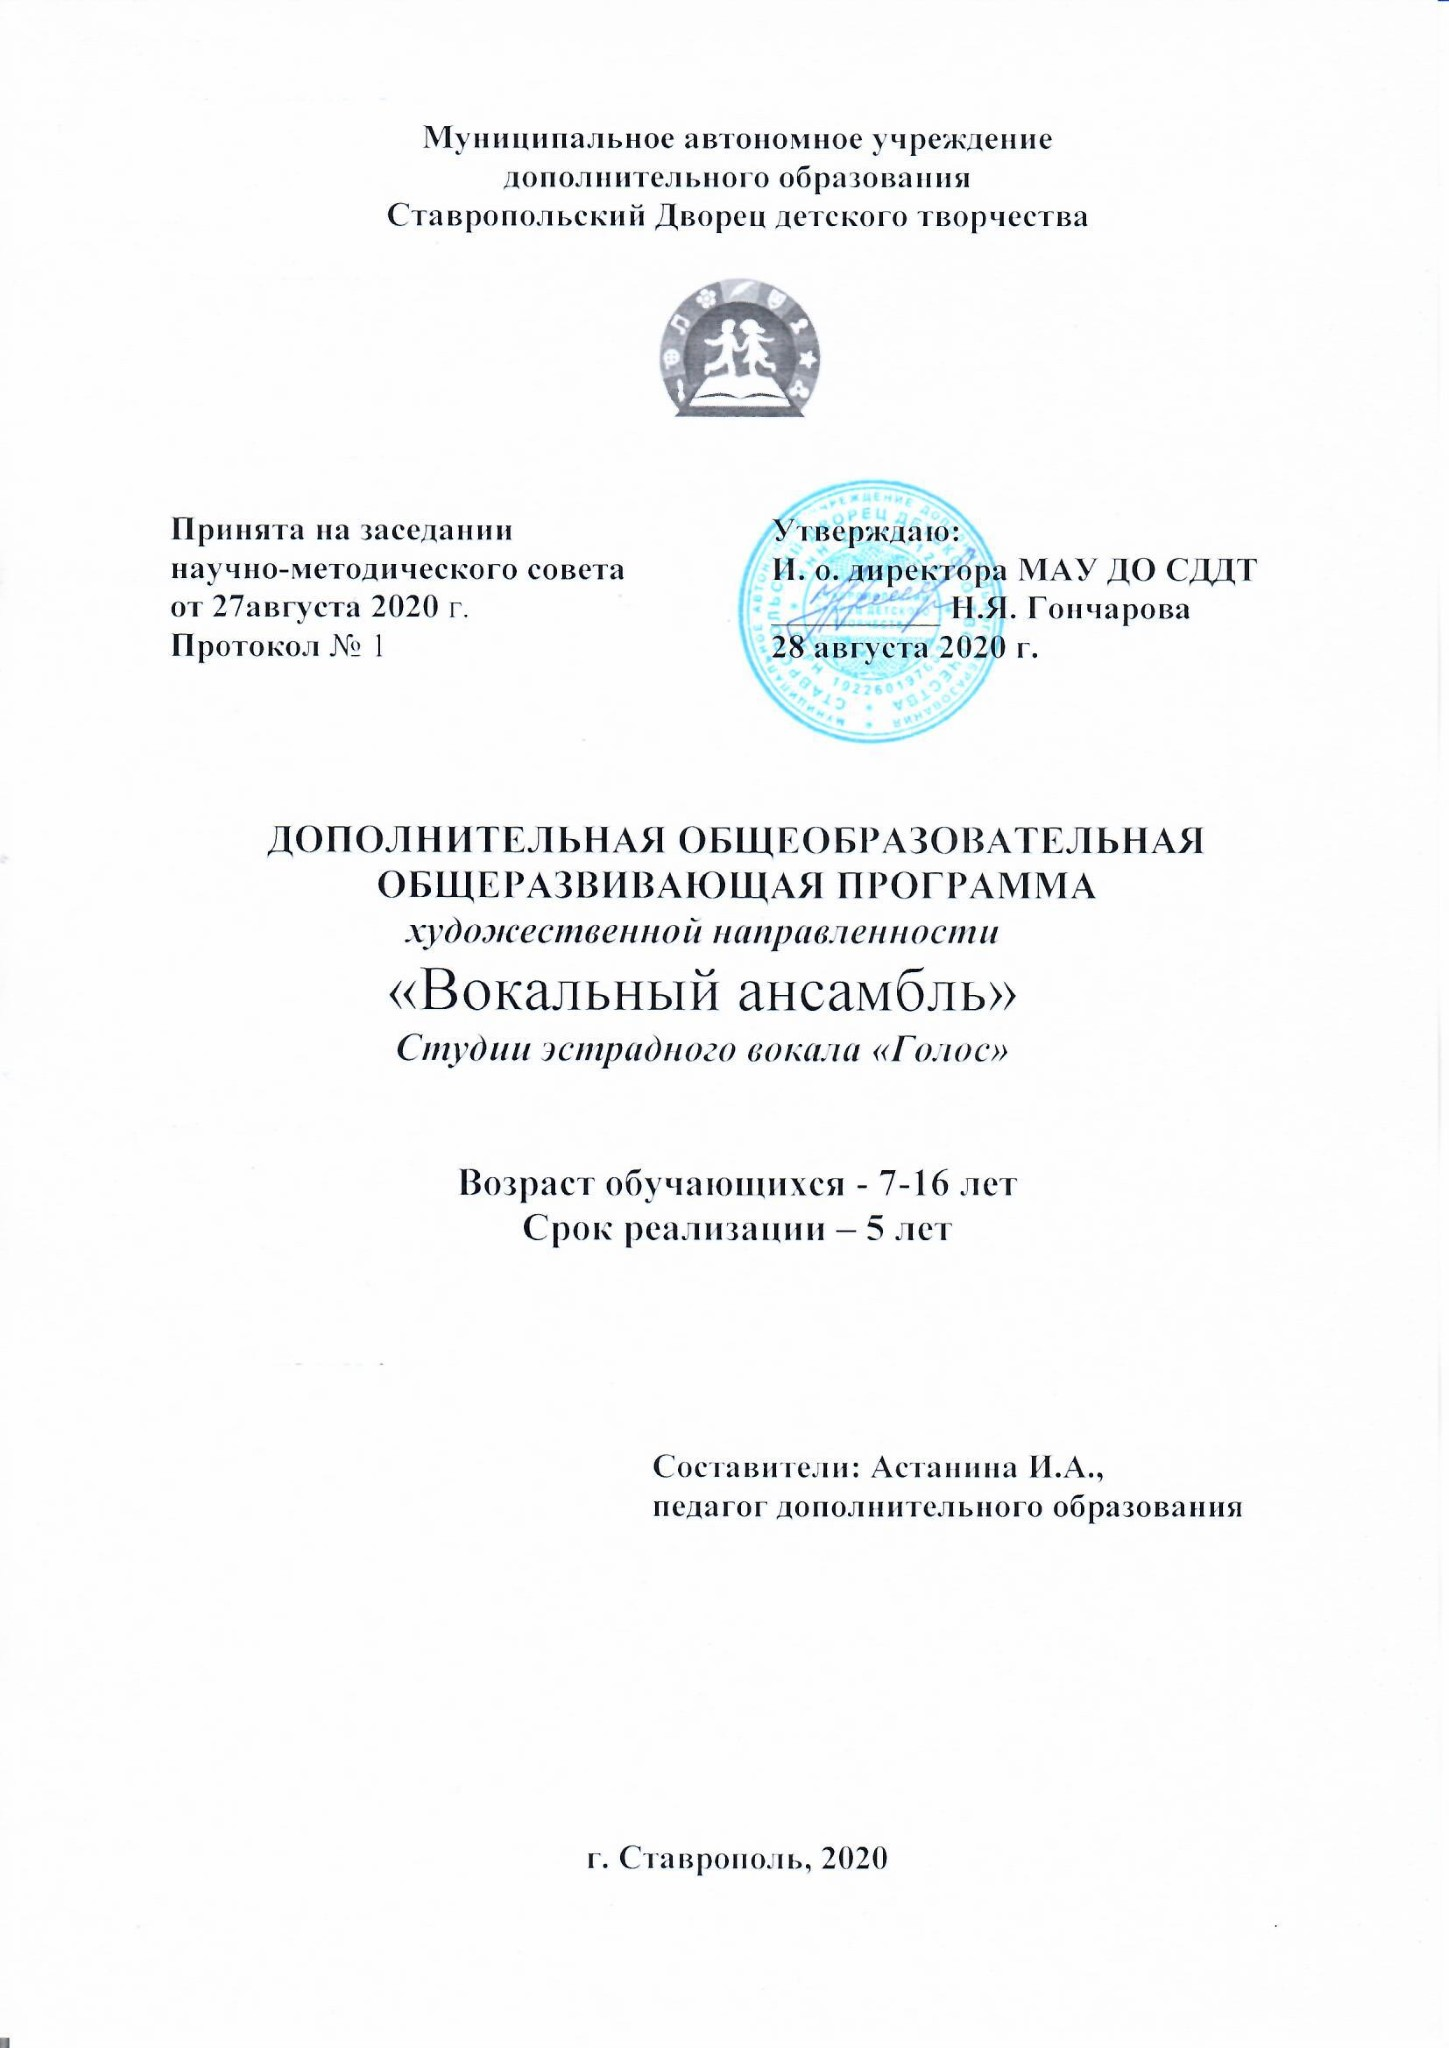 Муниципальное автономное учреждение
дополнительного образования
Ставропольский Дворец детского творчества
Принята на заседании
научно-методического совета
от 27августа 2020 г.
Протокол № 1
Утверждаю:
И. о. директора МАУ ДО СДДТ
____________ Н.Я. Гончарова
28 августа 2020 г.
ДОПОЛНИТЕЛЬНАЯ ОБЩЕОБРАЗОВАТЕЛЬНАЯ
ОБЩЕРАЗВИВАЮЩАЯ ПРОГРАММА
художественной направленности
«Вокальный ансамбль»
Студии эстрадного вокала «Голос»
Возраст обучающихся - 7-16 лет
Срок реализации – 5 лет
Составители: Астанина И.А.,
педагог дополнительного образования
г. Ставрополь, 2020